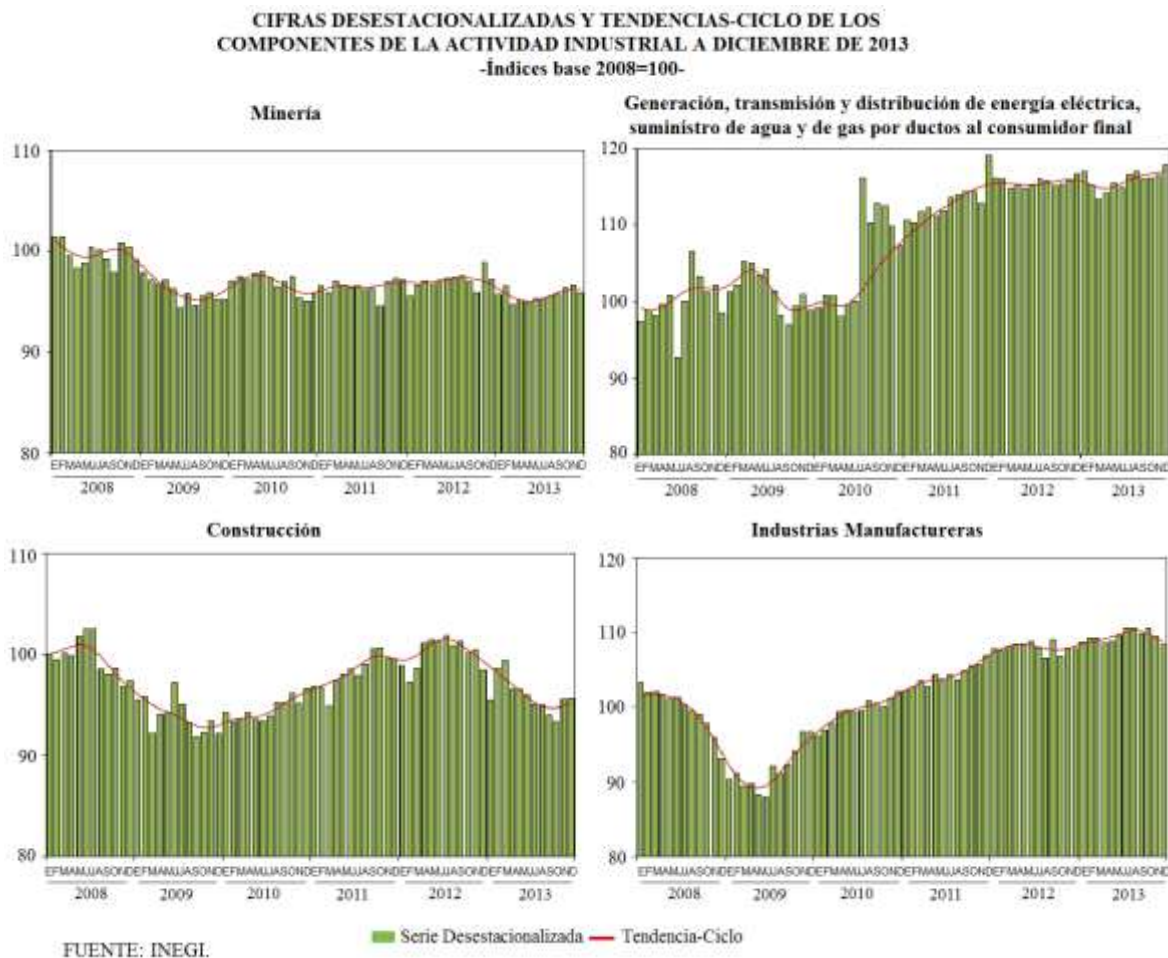 CIFRAS DESESTACIONALIZADAS Y TENDENCIAS-CICLO DE LOS
COMPONENTES DE LA ACTIVIDAD INDUSTRIAL A DICIEMBRE DE 2013
-Índices base 2008=100-
Minería
110
100
90
80
EFMAMJJASONDEFMAMJJASONDEFMAMJJASONDEFMAMJJASONDEFMAMJJASONDEFMAMJJASOND
2008 2009 2010 2011 2012 2013
Generación, transmisión y distribución de energía eléctrica,
suministro de agua y de gas por ductos al consumidor final
120
110
100
90
80
EFMAMJJASONDEFMAMJJASONDEFMAMJJASONDEFMAMJJASONDEFMAMJJASONDEFMAMJJASOND
2008 2009 2010 2011 2012 2013
Construcción
110
100
90
80
EFMAMJJASONDEFMAMJJASONDEFMAMJJASONDEFMAMJJASONDEFMAMJJASONDEFMAMJJASOND
2008 2009 2010 2011 2012 2013
Industrias Manufactureras
120
110
100
90
80
EFMAMJJASONDEFMAMJJASONDEFMAMJJASONDEFMAMJJASONDEFMAMJJASONDEFMAMJJASOND
2008 2009 2010 2011 2012 2013
Serie Desestacionalizada Tendencia-Ciclo
FUENTE: INEGI.